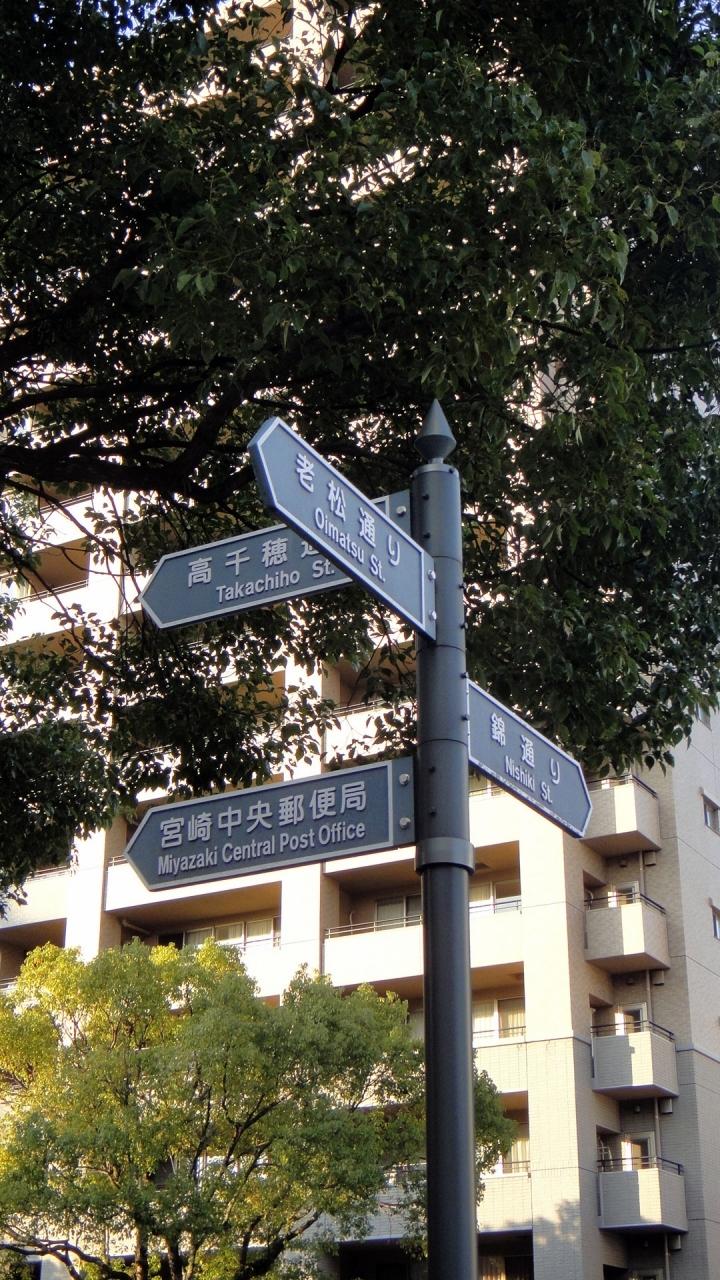 老松通り
Oimatsu St.
高千穂通
Takachiho St.
錦通り
Nishiki St.
宮崎中央郵便局
Miyazaki Central Post Office